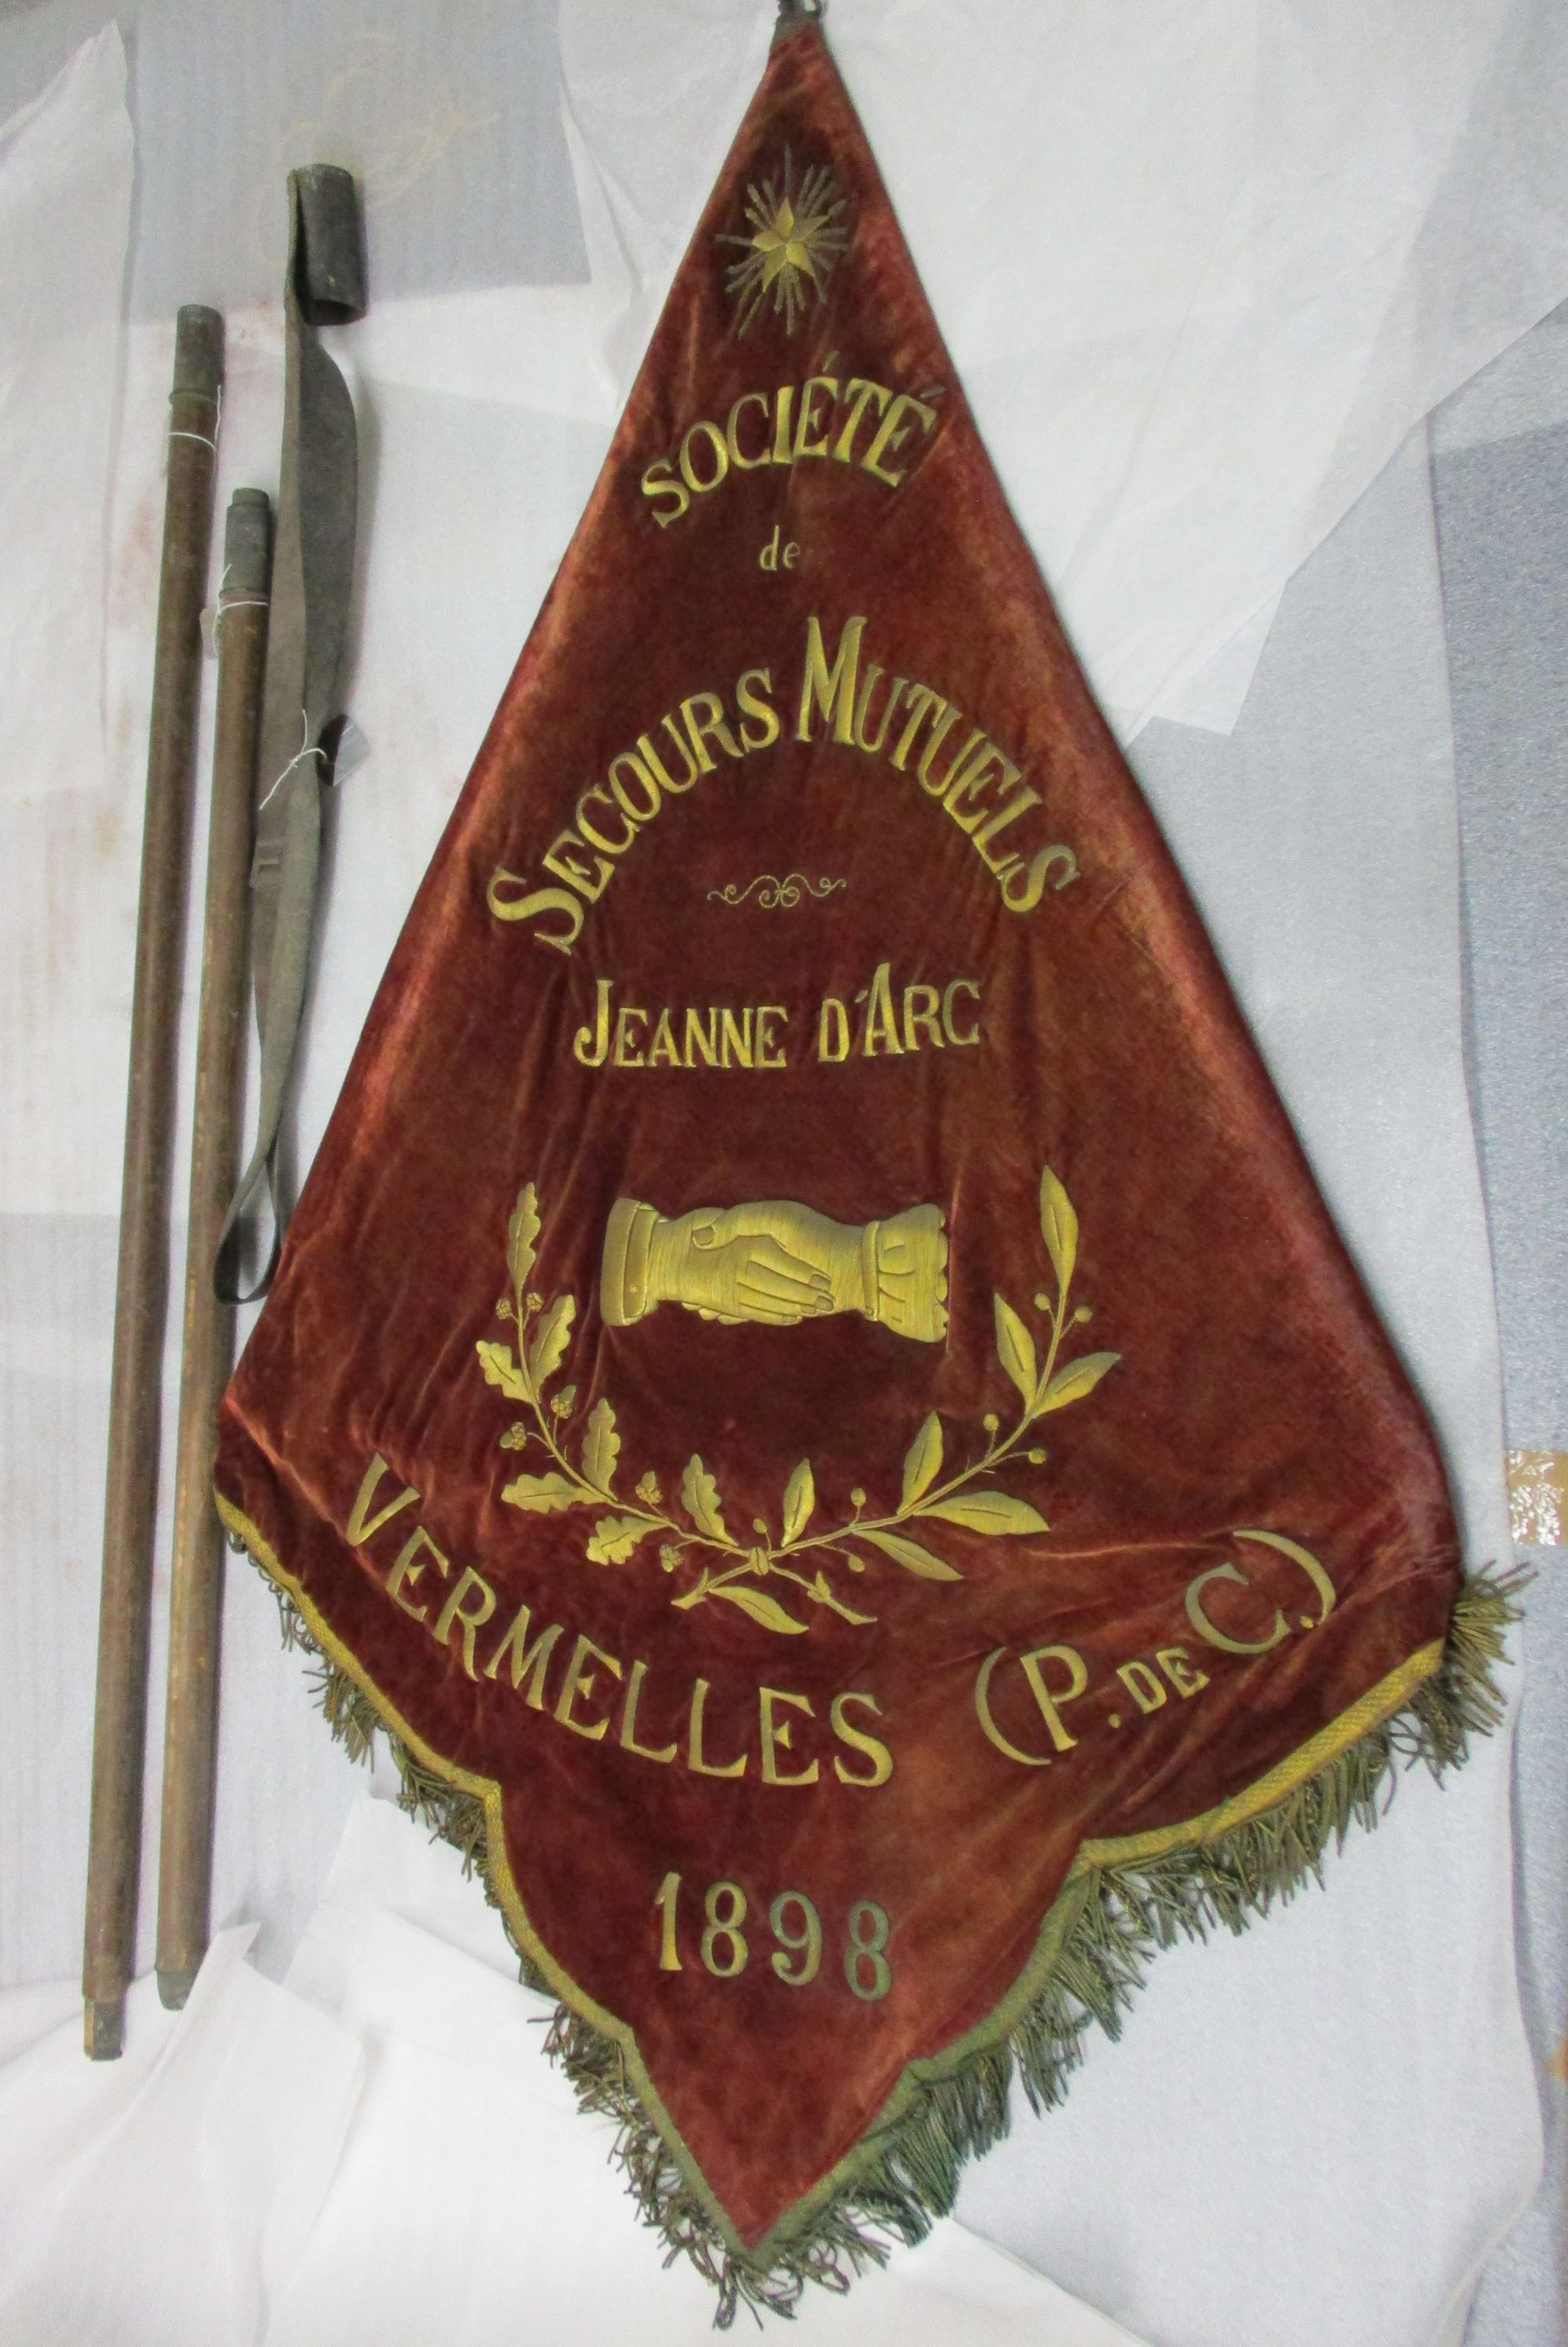 SOCIÉTÉ
de
SECOURS MUTUELS
JEANNE D'ARC
VERMELLES (P. DE C.)
1898